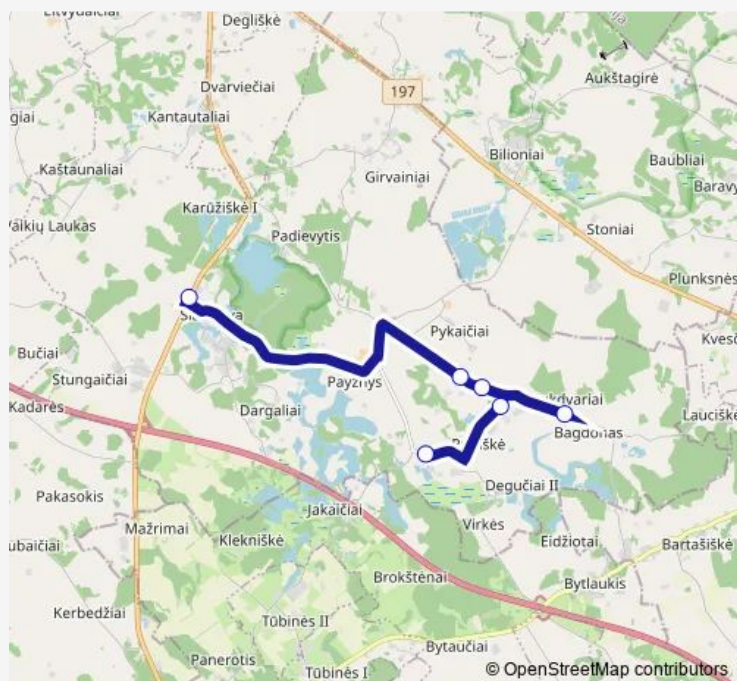 Degliškė
Dvarviečiai
197
Aukštagirė
Kantautaliai
Bilioniai
Kaštaunaliai
Girvainiai
Baubliai
Karūžiškė I
Padievytis
Stoniai
Plunksnės
Pykaičiai
Bučiai
Payznys
Stungaičiai
Kadarės
Dargaliai
Bagdonas
Lauciškė
Degučiai II
Pakasokis
Jakaičiai
Virkės
Mažrimai
Klekniškė
Eidžiotai
Bartašiškė
Brokštėnai
Bytlaukis
Kerbedžiai
Tūbinės II
Bytaučiai
Panerotis
Tūbinės I
© OpenStreetMap contributors